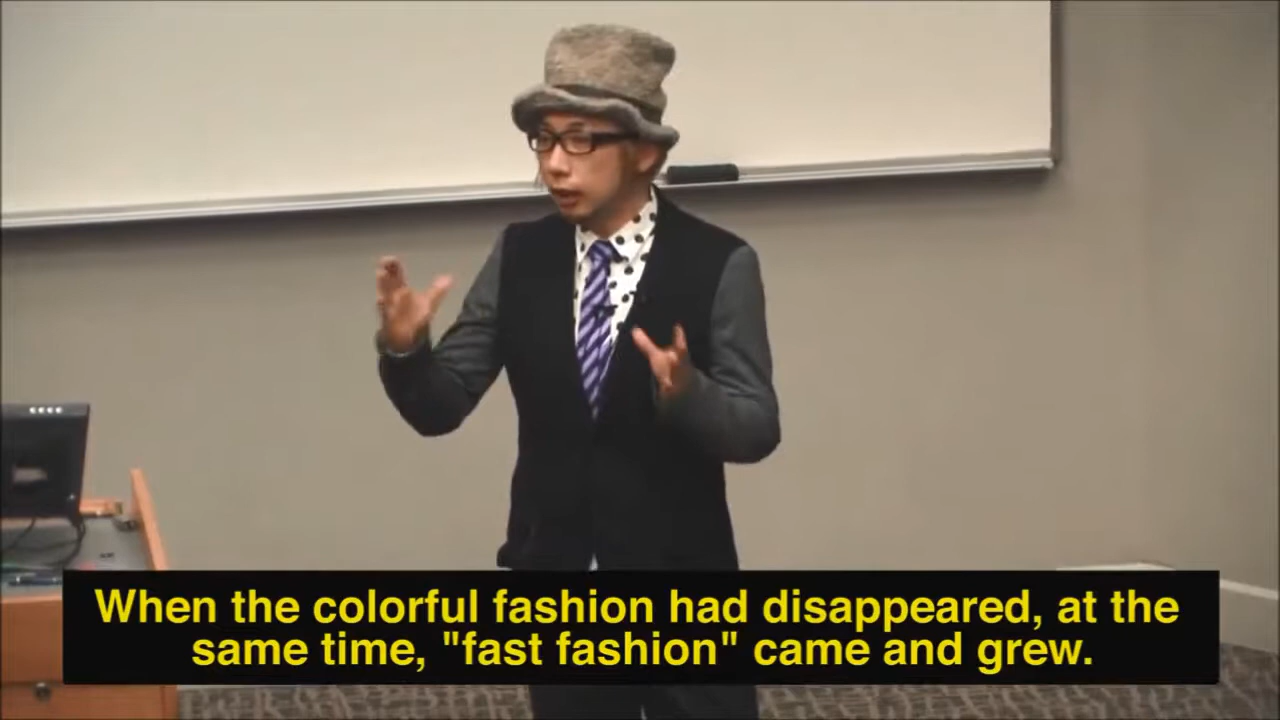 When the colorful fashion had disappeared, at the
same time, "fast fashion" came and grew.